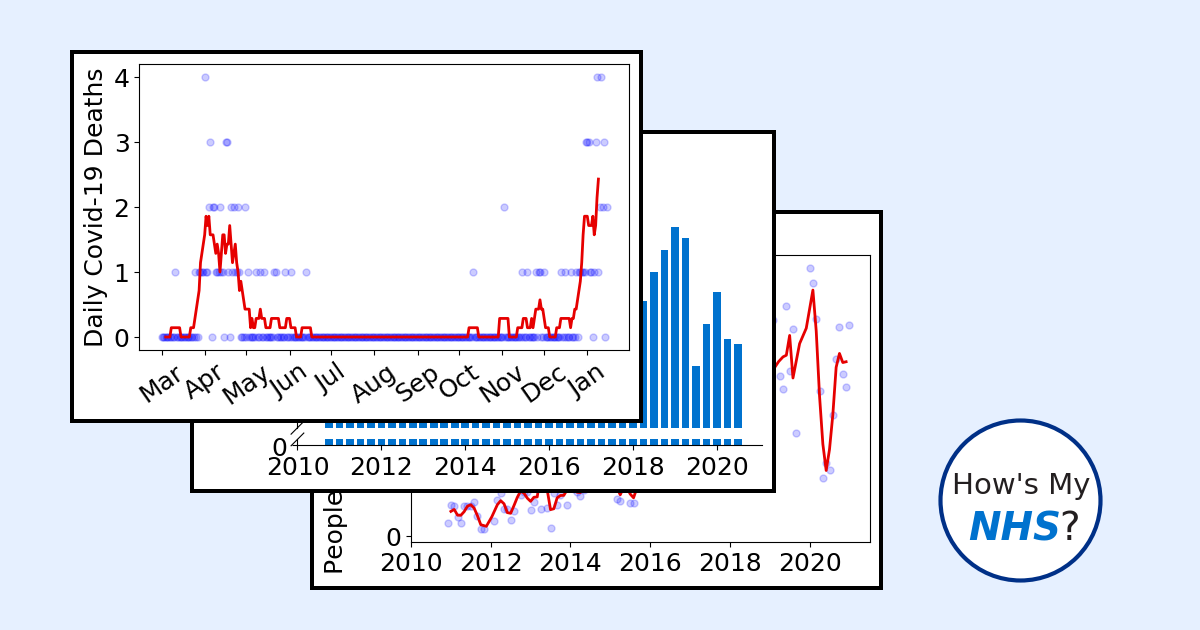 Daily Covid-19 Deaths
4
3
2
1
0
Mar Apr May Jun Jul Aug Sep Oct Nov Dec Jan
0
2010 2012 2014 2016 2018 2020
People
0
2010 2012 2014 2016 2018 2020
How's My
NHS?